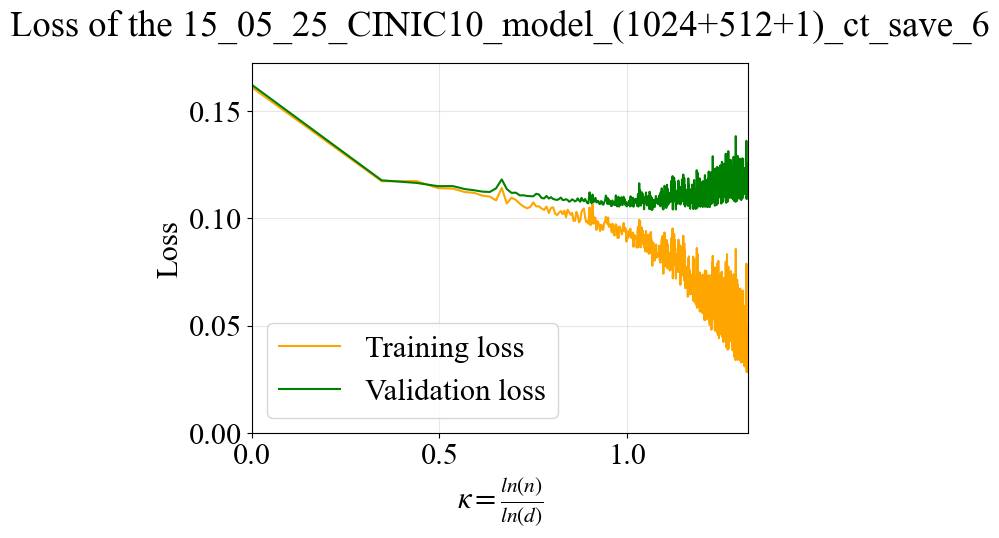 Loss of the 15_05_25_CINIC10_model_(1024+512+1)_ct_save_6
0.15
0.10
0.05
0.00
Loss
Training loss
Validation loss
0.0 0.5 1.0
κ = ln(n)/ln(d)